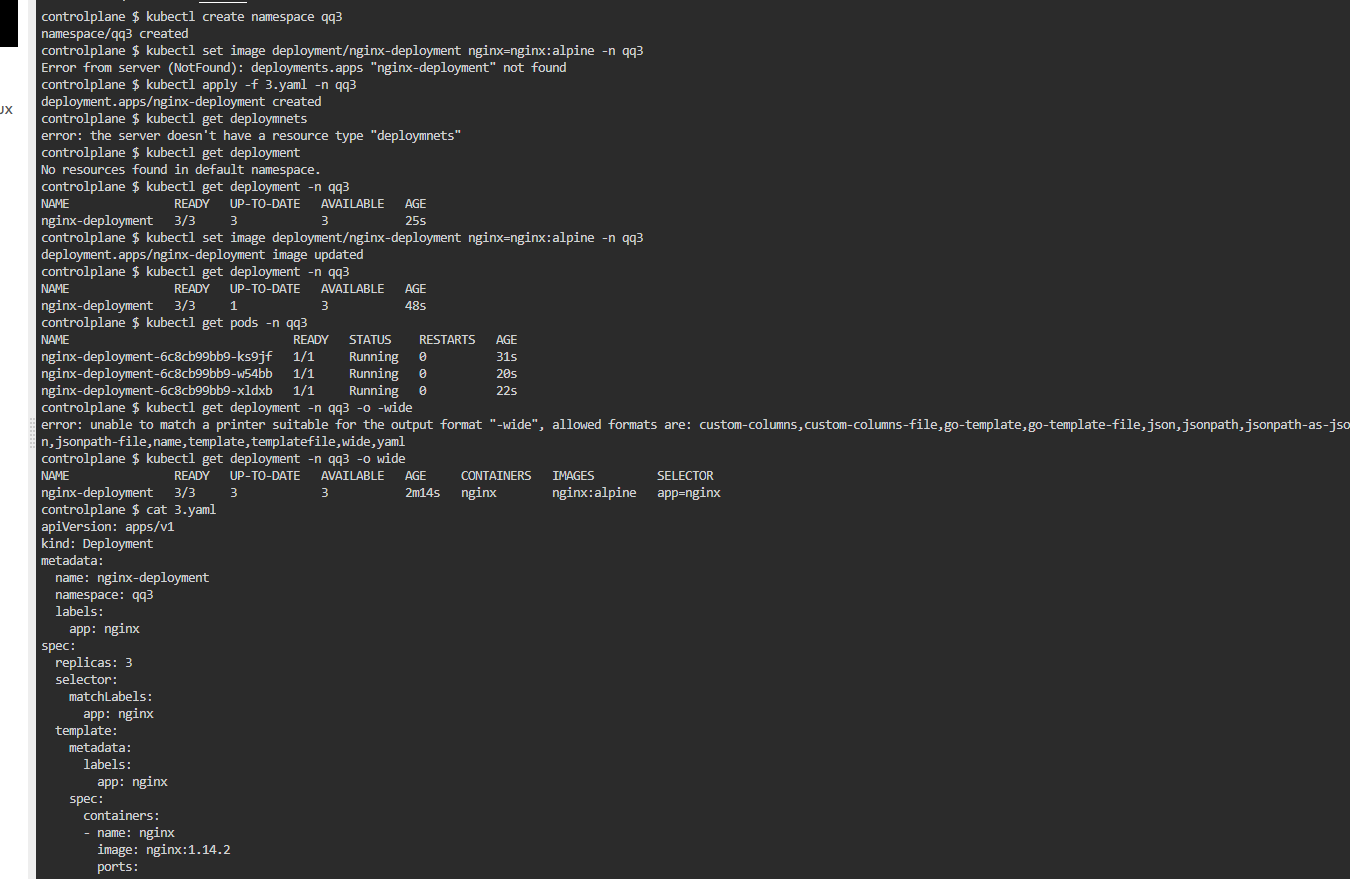 controlplane $ kubectl create namespace qq3
namespace/qq3 created
controlplane $ kubectl set image deployment/nginx-deployment nginx=nginx:alpine -n qq3
Error from server (NotFound): deployments.apps "nginx-deployment" not found
controlplane $ kubectl apply -f 3.yaml -n qq3
deployment.apps/nginx-deployment created
controlplane $ kubectl get deploymnets
error: the server doesn't have a resource type "deploymnets"
controlplane $ kubectl get deployment
No resources found in default namespace.
controlplane $ kubectl get deployment -n qq3
NAME READY UP-TO-DATE AVAILABLE AGE
nginx-deployment 3/3 3 3 25s
controlplane $ kubectl set image deployment/nginx-deployment nginx=nginx:alpine -n qq3
deployment.apps/nginx-deployment image updated
controlplane $ kubectl get deployment -n qq3
NAME READY UP-TO-DATE AVAILABLE AGE
nginx-deployment 3/3 1 3 48s
controlplane $ kubectl get pods -n qq3
NAME READY STATUS RESTARTS AGE
nginx-deployment-6c8cb99bb9-ks9jf 1/1 Running 0 31s
nginx-deployment-6c8cb99bb9-w54bb 1/1 Running 0 20s
nginx-deployment-6c8cb99bb9-xldxb 1/1 Running 0 22s
controlplane $ kubectl get deployment -n qq3 -o -wide
error: unable to match a printer suitable for the output format "-wide", allowed formats are: custom-columns,custom-columns-file,go-template,go-template-file,json,jsonpath,jsonpath-as-jso
n,jsonpath-file,name,template,templatefile,wide,yaml
controlplane $ kubectl get deployment -n qq3 -o wide
NAME READY UP-TO-DATE AVAILABLE AGE CONTAINERS IMAGES SELECTOR
nginx-deployment 3/3 3 3 2m14s nginx nginx:alpine app=nginx
controlplane $ cat 3.yaml
apiVersion: apps/v1
kind: Deployment
metadata:
  name: nginx-deployment
  namespace: qq3
  labels:
    app: nginx
spec:
  replicas: 3
  selector:
    matchLabels:
      app: nginx
  template:
    metadata:
      labels:
        app: nginx
    spec:
      containers:
      - name: nginx
        image: nginx:1.14.2
        ports: